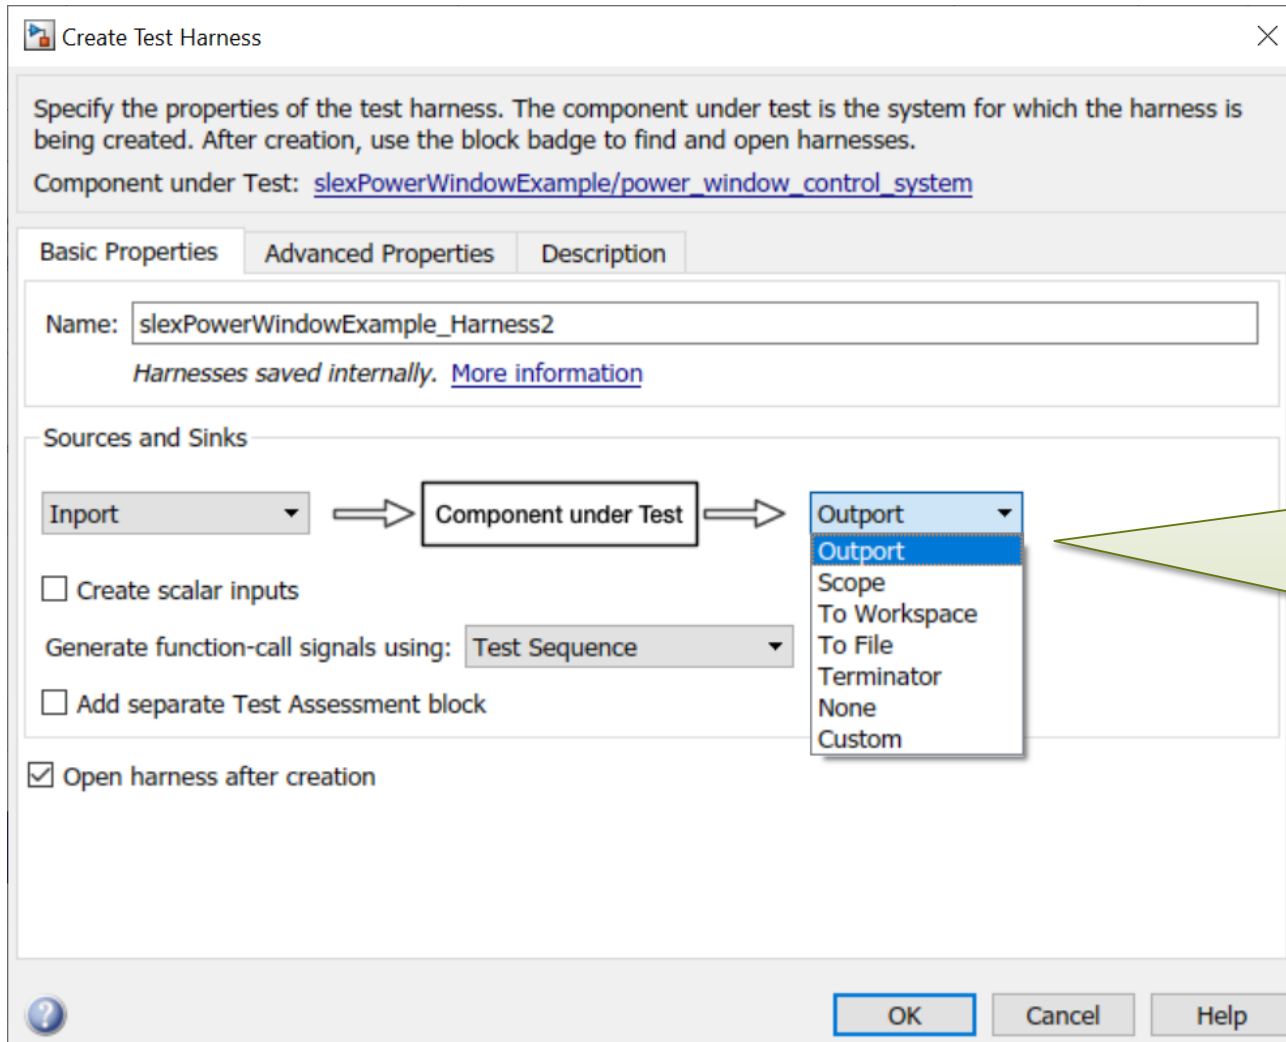 Create Test Harness
Specify the properties of the test harness. The component under test is the system for which the harness is
being created. After creation, use the block badge to find and open harnesses.
Component under Test: slexPowerWindowExample/power_window_control_system
Basic Properties Advanced Properties Description
Name: slexPowerWindowExample_Harness2
Harnesses saved internally. More information
Sources and Sinks
Inport Component under Test Outport
Outport
Create scalar inputs
Scope
To Workspace
Generate function-call signals using: Test Sequence
To File
Terminator
Add separate Test Assessment block
None
Custom
Open harness after creation
? OK Cancel Help